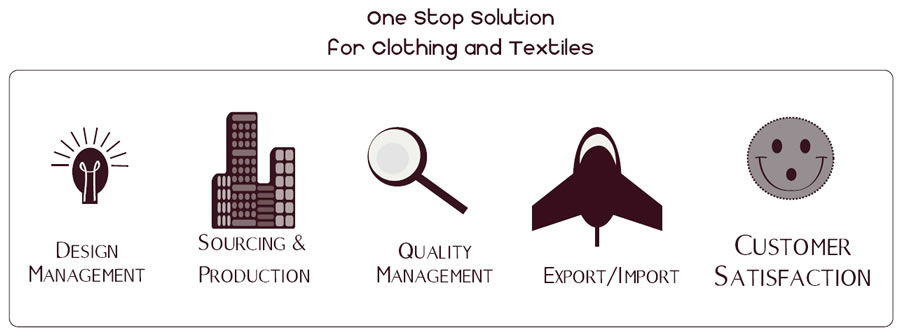 One Stop Solution
for Clothing and Textiles
Design
Management
Sourcing &
Production
Quality
Management
Export/Import
Customer
Satisfaction